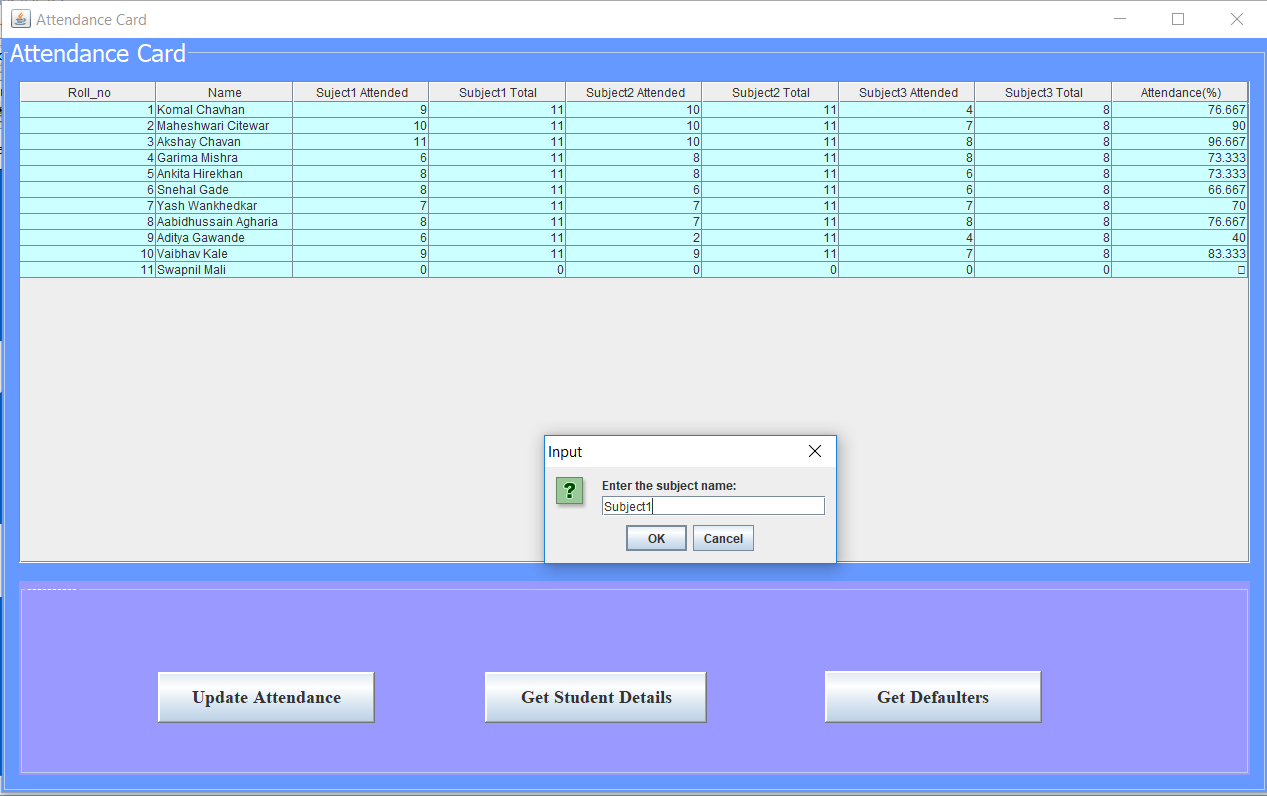 Attendance Card
Attendance Card
Roll_no Name Suject1 Attended Subject1 Total Subject2 Attended Subject2 Total Subject3 Attended Subject3 Total Attendance(%)
1 Komal Chavhan 9 11 10 11 4 8 76.667
2 Maheshwari Citewar 10 11 10 11 7 8 90
3 Akshay Chavan 11 11 10 11 8 8 96.667
4 Garima Mishra 6 11 8 11 8 8 73.333
5 Ankita Hirekhan 8 11 8 11 6 8 73.333
6 Snehal Gade 8 11 6 11 6 8 66.667
7 Yash Wankhedkar 7 11 7 11 7 8 70
8 Aabidhussain Agharia 8 11 7 11 8 8 76.667
9 Aditya Gawande 6 11 2 11 4 8 40
10 Vaibhav Kale 9 11 9 11 7 8 83.333
11 Swapnil Mali 0 0 0 0 0 0 □
Input
Enter the subject name:
Subject1
OK Cancel
----------
Update Attendance Get Student Details Get Defaulters